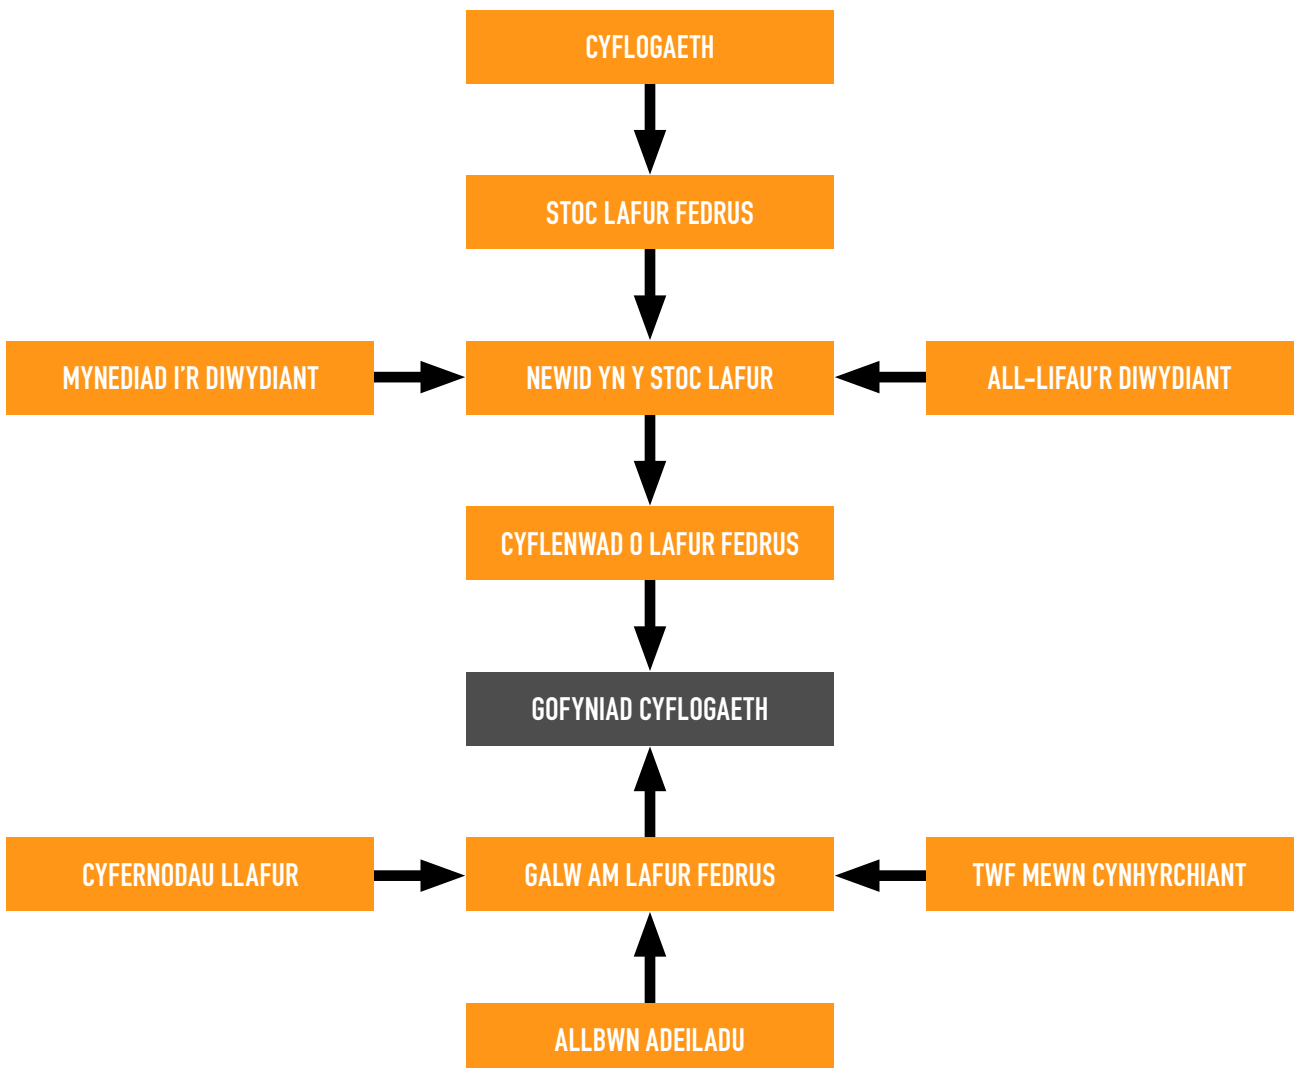 CYFLOGAETH
STOC LAFUR FEDRUS
MYNEDIAD I'R DIWYDIANT
NEWID YN Y STOC LAFUR
ALL-LIFAU'R DIWYDIANT
CYFLENWAD O LAFUR FEDRUS
GOFYNIAD CYFLOGAETH
CYFERNODAU LLAFUR
GALW AM LAFUR FEDRUS
TWF MEWN CYNHYRCHIANT
ALLBWN ADEILADU